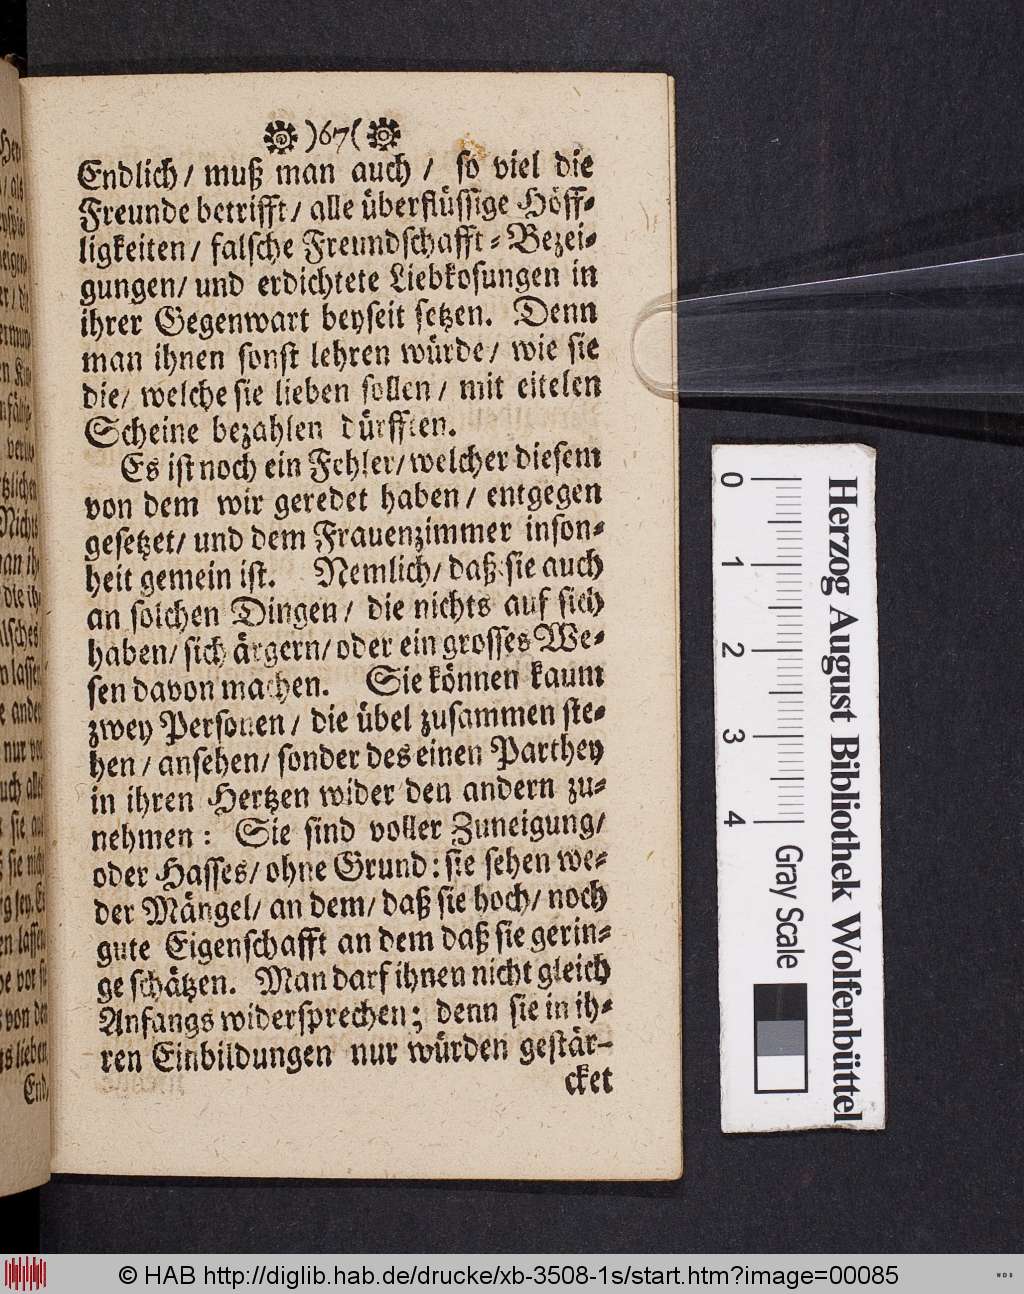 )67(
Endlich/ muß man auch / so viel die
Freunde betrifft/ alle überflüssige Höff-
ligkeiten/ falsche Freundschafft-Bezei-
gungen/ und erdichtete Liebkosungen in
ihrer Gegenwart beyseit setzen. Denn
man ihnen sonst lehren würde/ wie sie
die/ welche sie lieben sollen/ mit eitelen
Scheine bezahlen dürfften.
Es ist noch ein Fehler/ welcher diesem
von dem wir geredet haben/ entgegen
gesetzet/ und dem Frauenzimmer inson-
heit gemein ist. Nemlich/ daß sie auch
an solchen Dingen/ die nichts auf sich
haben/ sich ärgern/ oder ein grosses We-
sen davon machen. Sie können kaum
zwey Personen/ die übel zusammen ste-
hen/ ansehen/ sonder des einen Parthey
in ihren Hertzen wider den andern zu-
nehmen: Sie sind voller Zuneigung/
oder Hasses/ ohne Grund: sie sehen we-
der Mängel/ an dem/ daß sie hoch/ noch
gute Eigenschafft an dem daß sie gerin-
ge schätzen. Man darf ihnen nicht gleich
Anfangs widersprechen; denn sie in ih-
ren Einbildungen nur würden gestär-
cket
End-
0 1 2 3 4
Gray Scale
Herzog August Bibliothek Wolfenbüttel
© HAB http://diglib.hab.de/drucke/xb-3508-1s/start.htm?image=00085